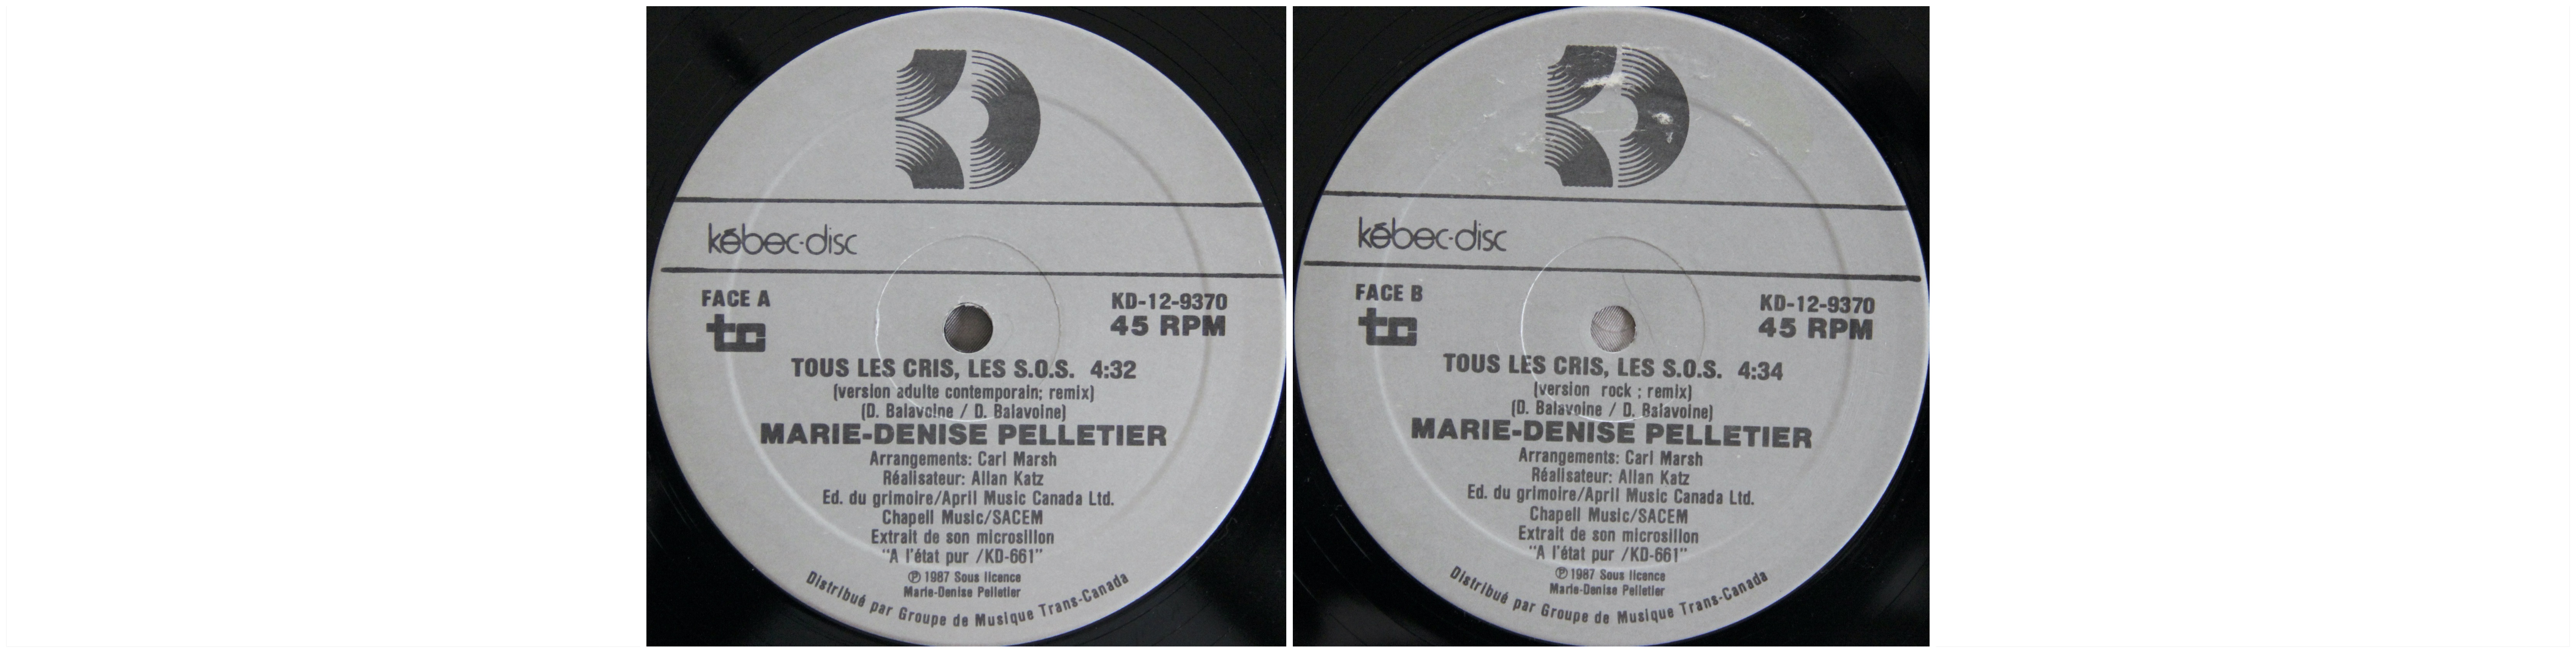 kébec-disc
FACE A
KD-12-9370
tc
45 RPM
TOUS LES CRIS, LES S.O.S. 4:32
(version adulte contemporain; remix)
(D. Balavoine / D. Balavoine)
MARIE-DENISE PELLETIER
Arrangements: Carl Marsh
Réalisateur: Allan Katz
Ed. du grimoire/April Music Canada Ltd.
Chapell Music/SACEM
Extrait de son microsillon
"A l'état pur /KD-661"
℗ 1987 Sous licence
Marie-Denise Pelletier
Distribué par Groupe de Musique Trans-Canada
kébec-disc
FACE B
KD-12-9370
tc
45 RPM
TOUS LES CRIS, LES S.O.S. 4:34
(version rock ; remix)
(D. Balavoine / D. Balavoine)
MARIE-DENISE PELLETIER
Arrangements: Carl Marsh
Réalisateur: Allan Katz
Ed. du grimoire/April Music Canada Ltd.
Chapell Music/SACEM
Extrait de son microsillon
"A l'état pur /KD-661"
℗ 1987 Sous licence
Marie-Denise Pelletier
Distribué par Groupe de Musique Trans-Canada